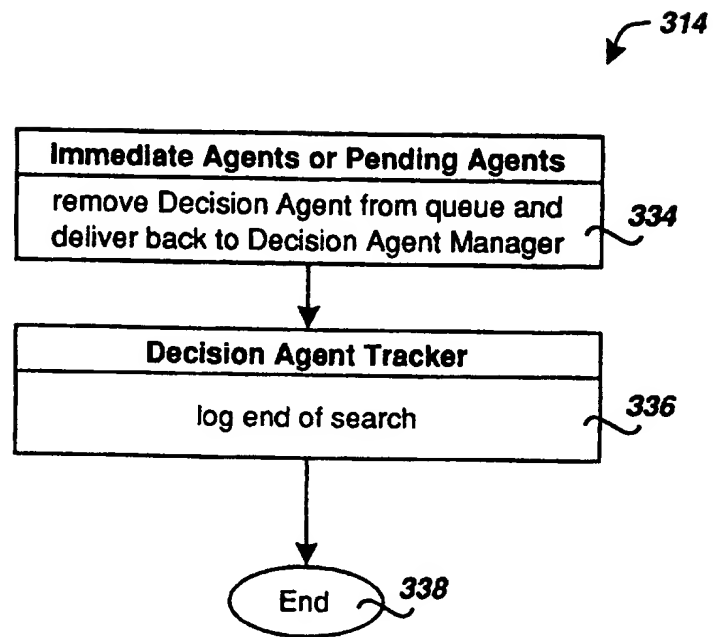 314
Immediate Agents or Pending Agents
remove Decision Agent from queue and
deliver back to Decision Agent Manager
334
Decision Agent Tracker
log end of search
336
End
338